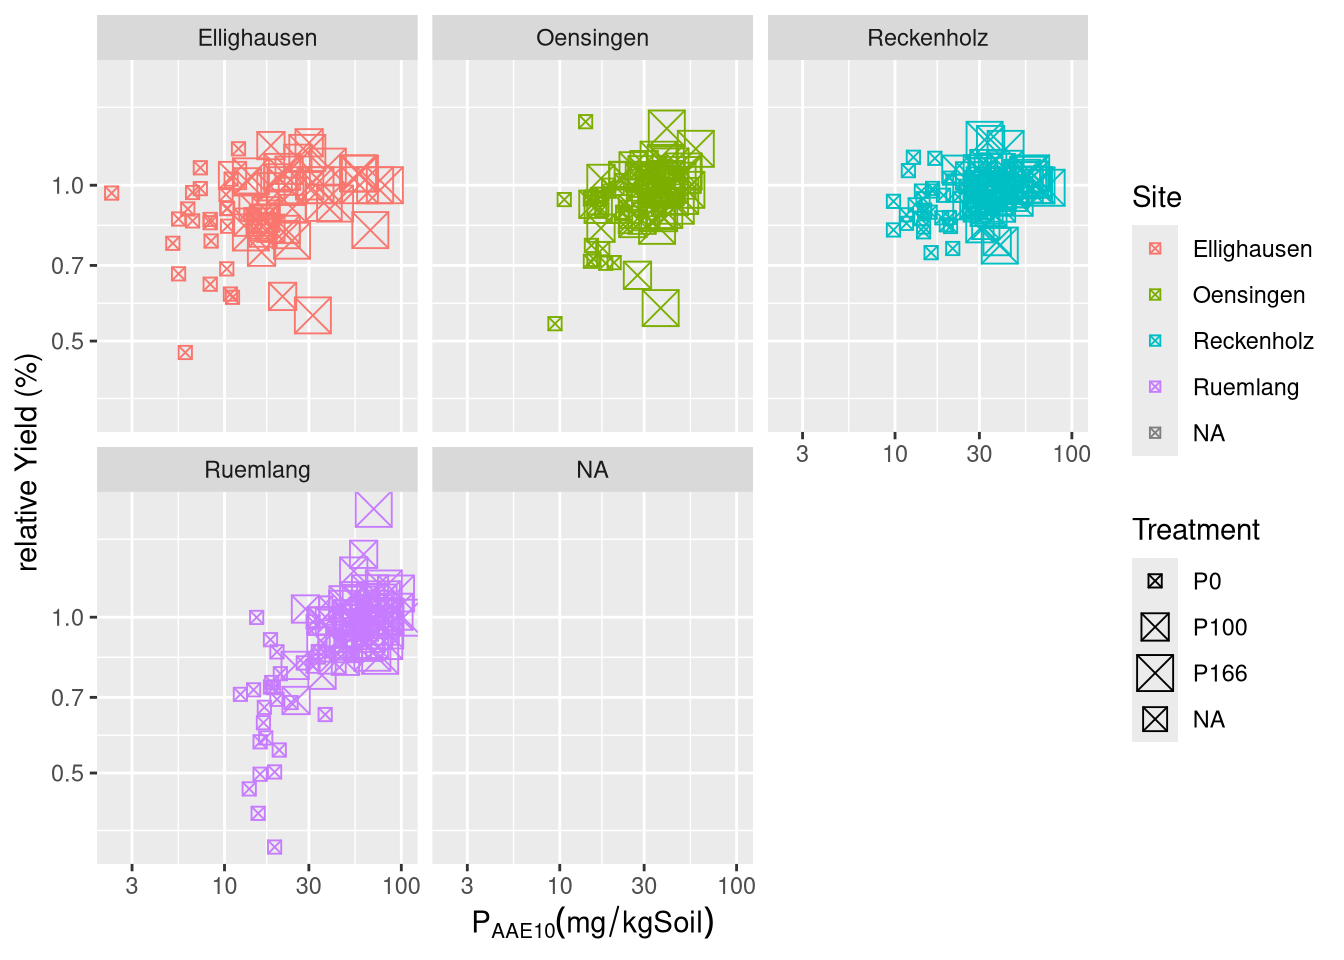 Ellighausen
Oensingen
Reckenholz
1.0
0.7
0.5
3
10
30
100
Ruemlang
NA
1.0
0.7
0.5
3
10
30
100
3
10
30
100
relative Yield (%)
PAAE10(mg/kgSoil)
Site
Ellighausen
Oensingen
Reckenholz
Ruemlang
NA
Treatment
P0
P100
P166
NA